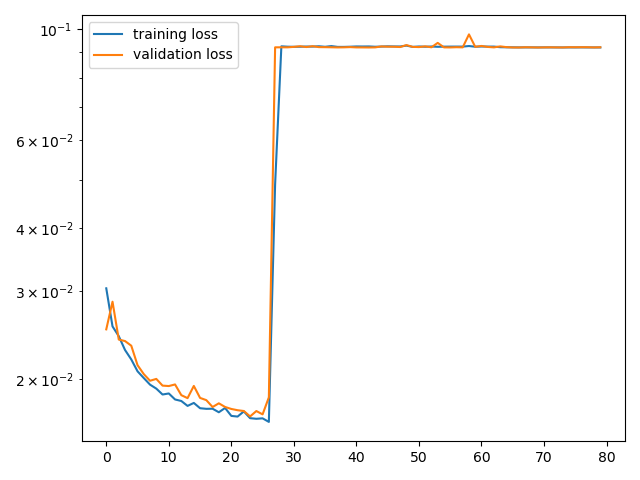 training loss
validation loss
10⁻¹
6 × 10⁻²
4 × 10⁻²
3 × 10⁻²
2 × 10⁻²
0 10 20 30 40 50 60 70 80